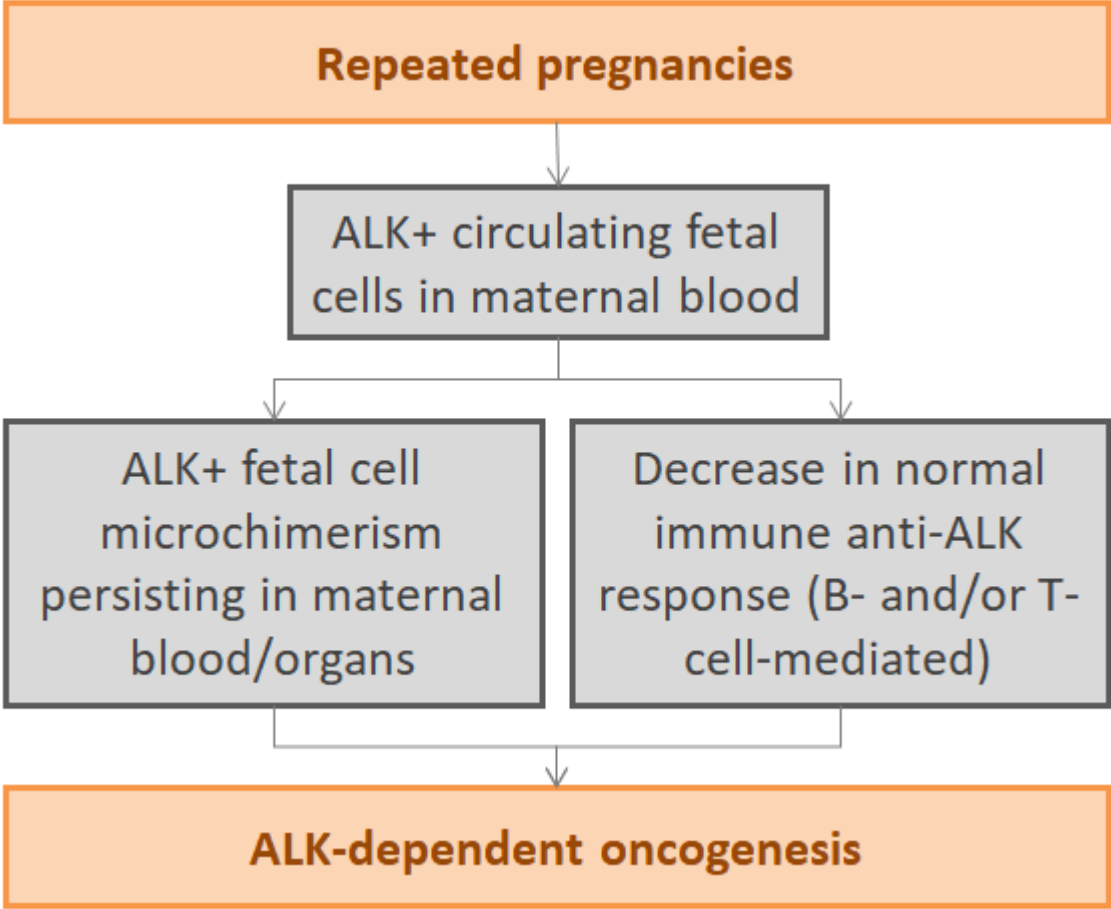 Repeated pregnancies
ALK+ circulating fetal
cells in maternal blood
ALK+ fetal cell
microchimerism
persisting in maternal
blood/organs
Decrease in normal
immune anti-ALK
response (B- and/or T-
cell-mediated)
ALK-dependent oncogenesis